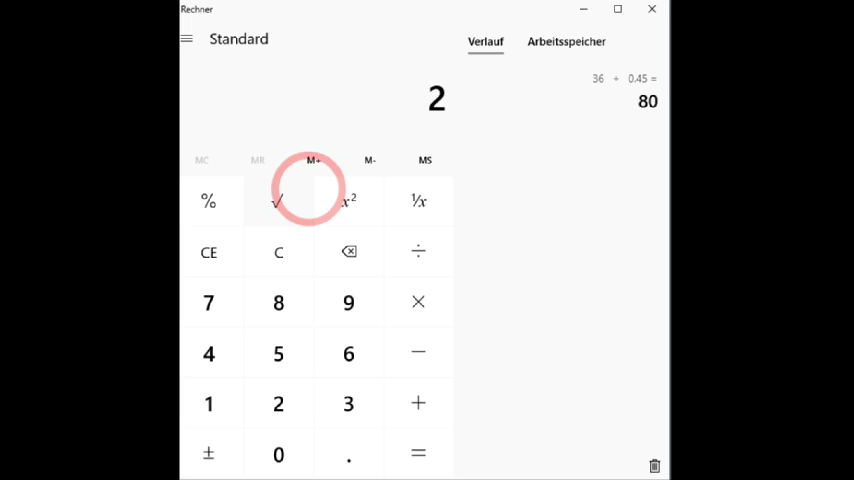 Rechner
Standard
Verlauf Arbeitsspeicher
36 ÷ 0.45 =
80
2
MC MR M+ M- MS
% √ x² ¹/x
CE C ÷
7 8 9 ×
4 5 6 −
1 2 3 +
± 0 . =